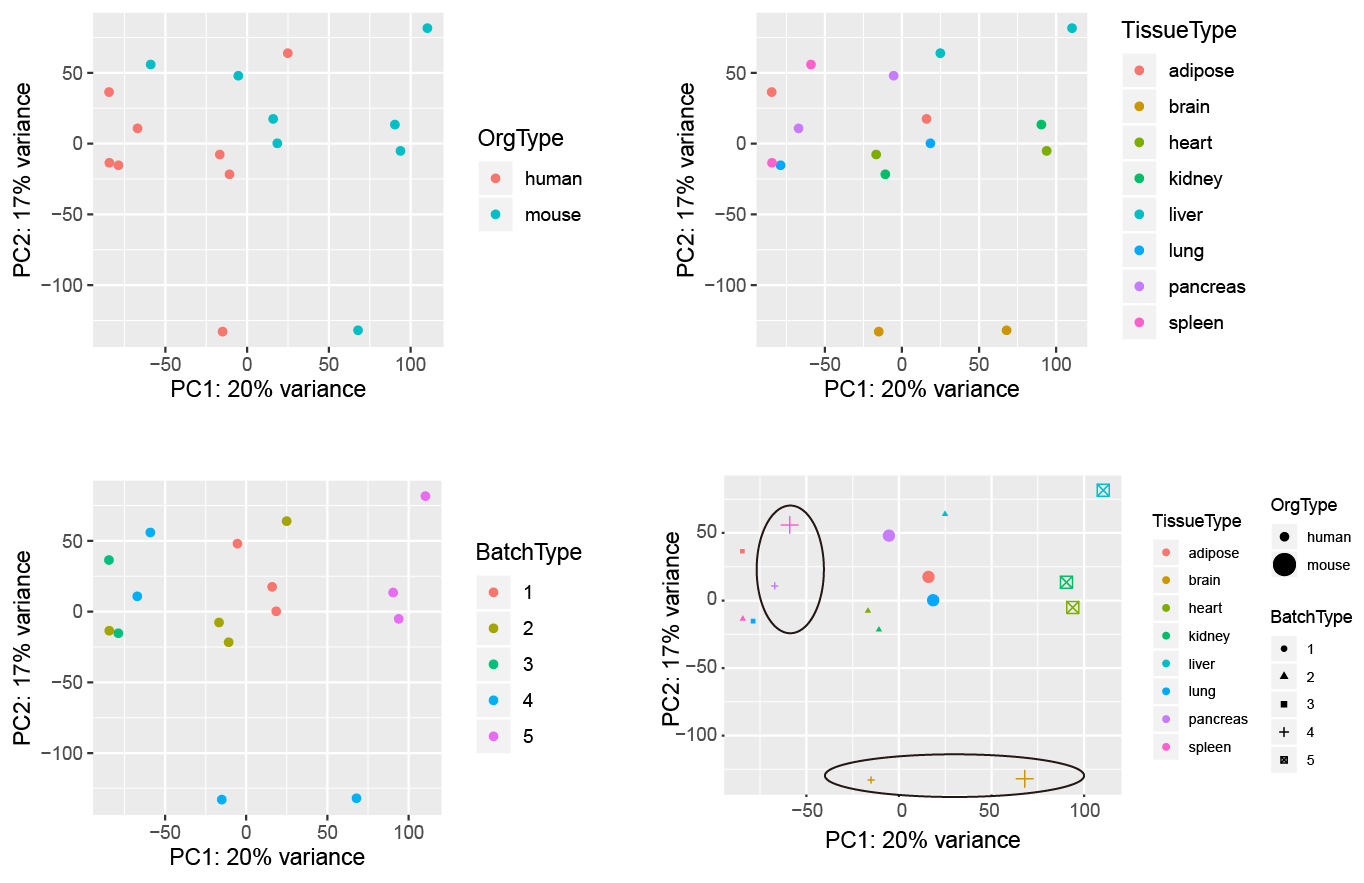 50
0
−50
−100
PC2: 17% variance
−50
0
50
100
PC1: 20% variance
OrgType
human
mouse
50
0
−50
−100
PC2: 17% variance
−50
0
50
100
PC1: 20% variance
TissueType
adipose
brain
heart
kidney
liver
lung
pancreas
spleen
50
0
−50
−100
PC2: 17% variance
−50
0
50
100
PC1: 20% variance
BatchType
1
2
3
4
5
50
0
−50
−100
PC2: 17% variance
−50
0
50
100
PC1: 20% variance
TissueType
adipose
brain
heart
kidney
liver
lung
pancreas
spleen
OrgType
human
mouse
BatchType
1
2
3
4
5